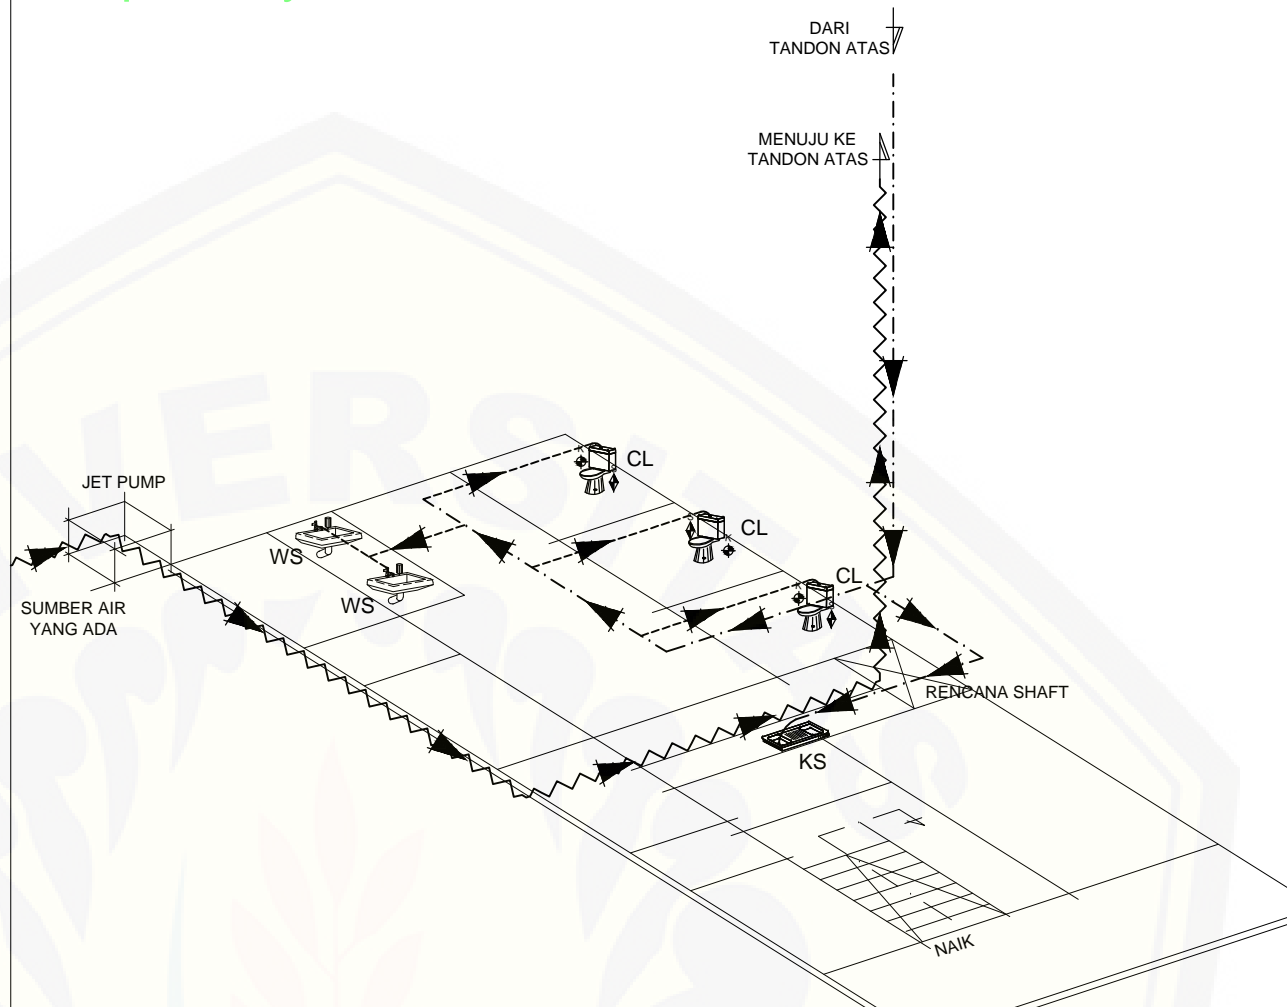 DARI
TANDON ATAS
MENUJU KE
TANDON ATAS
CL
JET PUMP
CL
WS
CL
WS
SUMBER AIR
YANG ADA
RENCANA SHAFT
KS
NAIK
VERSITAS